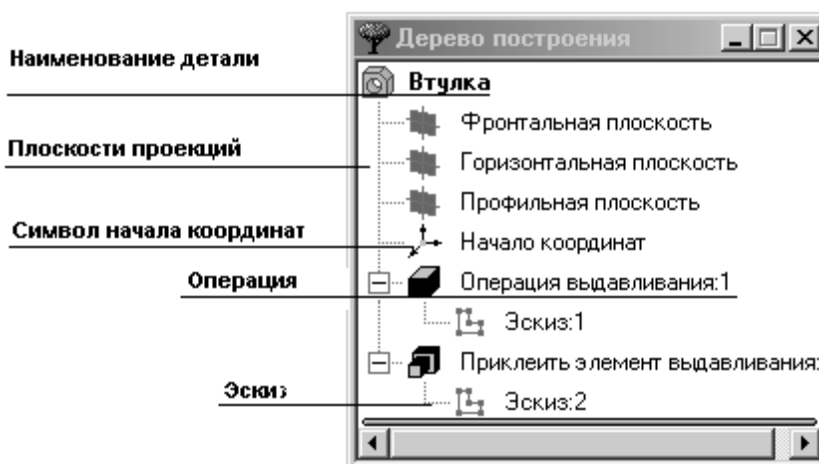 Дерево построения
Наименование детали
Втулка
Фронтальная плоскость
Плоскости проекций
Горизонтальная плоскость
Профильная плоскость
Символ начала координат
Начало координат
Операция
Операция выдавливания:1
Эскиз:1
Приклеить элемент выдавливания:
Эскиз
Эскиз:2